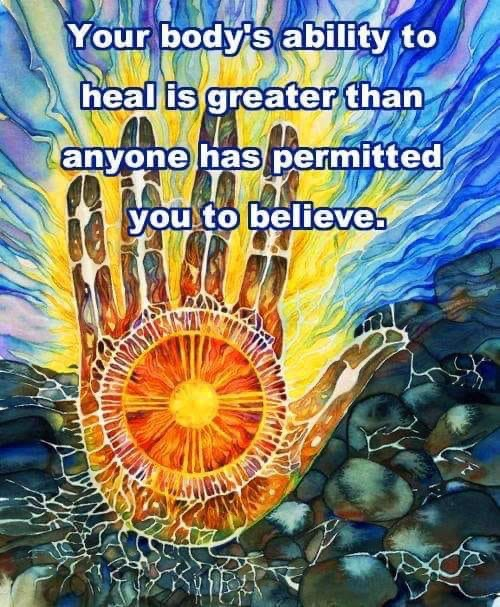 Your body's ability to
heal is greater than
anyone has permitted
you to believe.